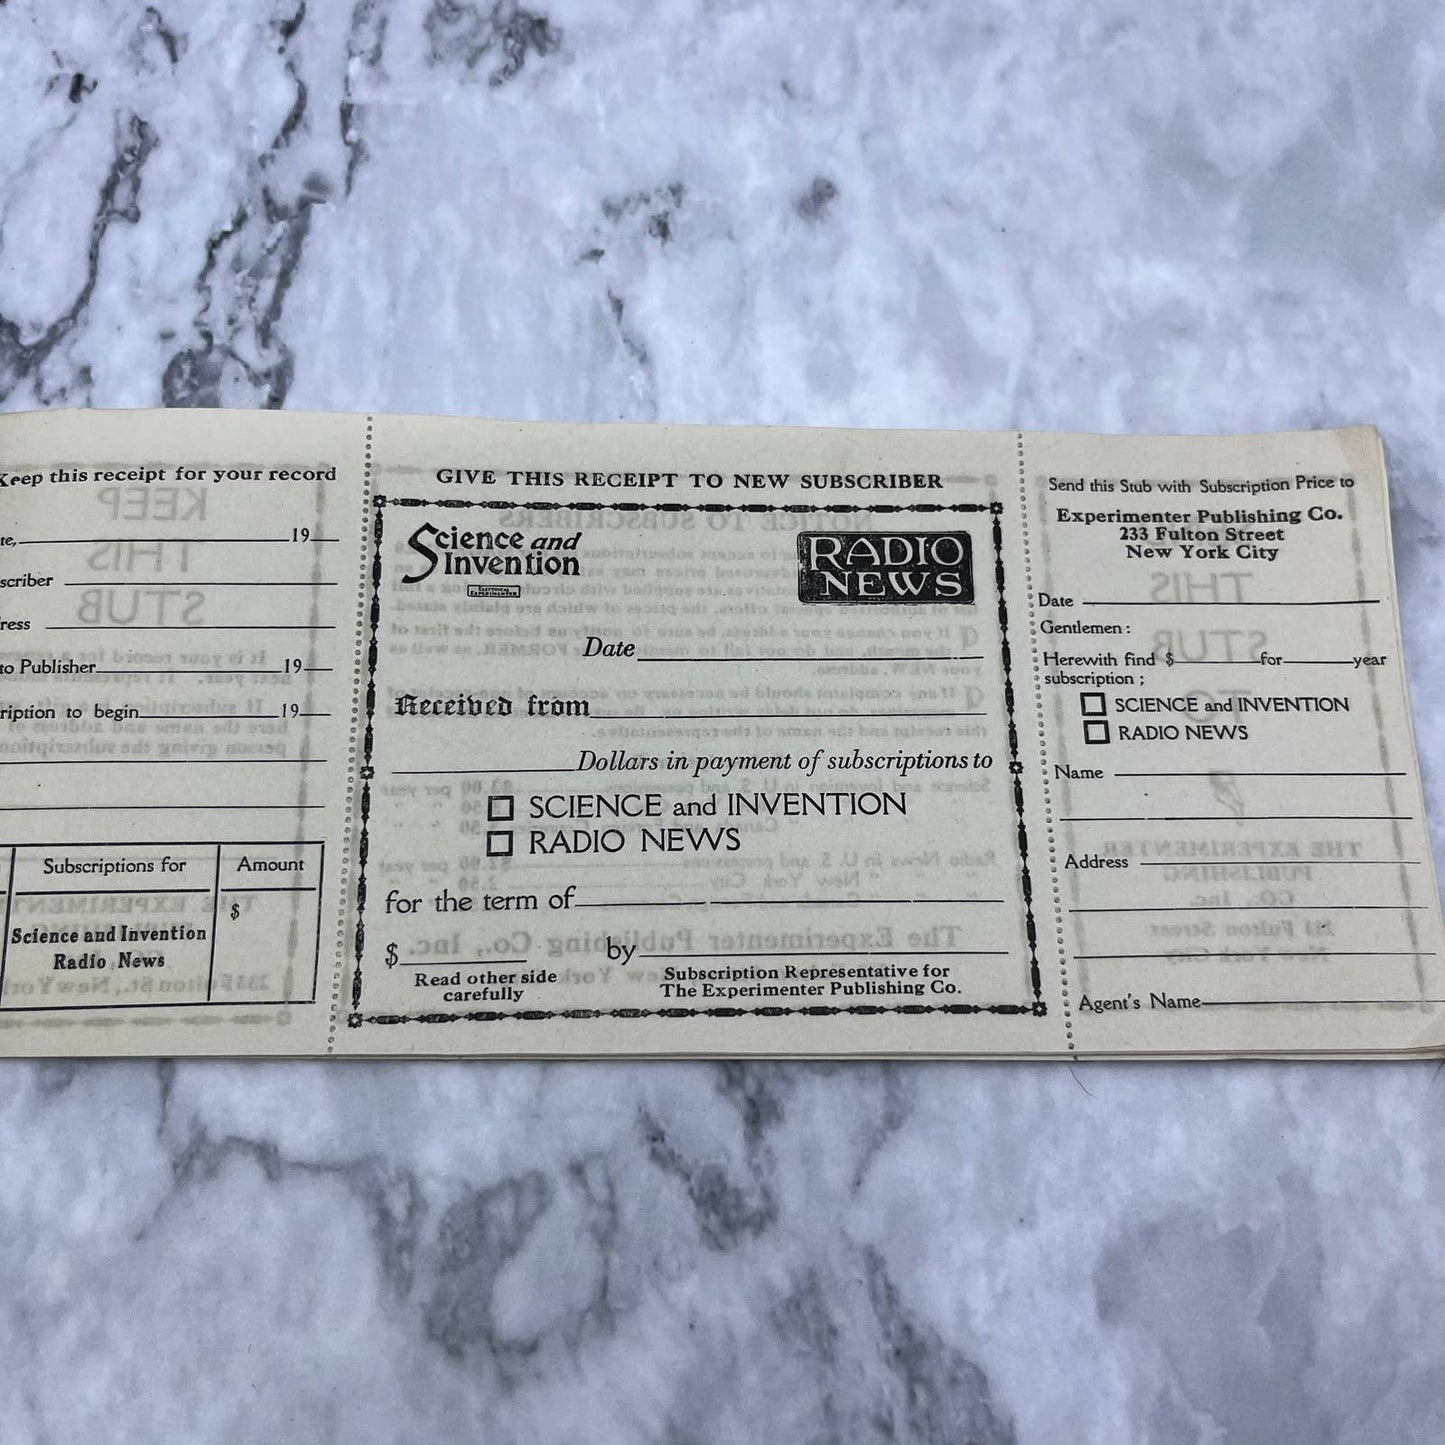 Keep this receipt for your record
te, 19
scriber
ress
to Publisher 19
ription to begin 19
Subscriptions for Amount
$
Science and Invention
Radio News
GIVE THIS RECEIPT TO NEW SUBSCRIBER
Science and
Invention
ELECTRICAL
EXPERIMENTER
RADIO
NEWS
Date
Received from
Dollars in payment of subscriptions to
SCIENCE and INVENTION
RADIO NEWS
for the term of
$ by
Read other side
carefully
Subscription Representative for
The Experimenter Publishing Co.
Send this Stub with Subscription Price to
Experimenter Publishing Co.
233 Fulton Street
New York City
Date
Gentlemen:
Herewith find $ for year
subscription;
SCIENCE and INVENTION
RADIO NEWS
Name
Address
Agent's Name